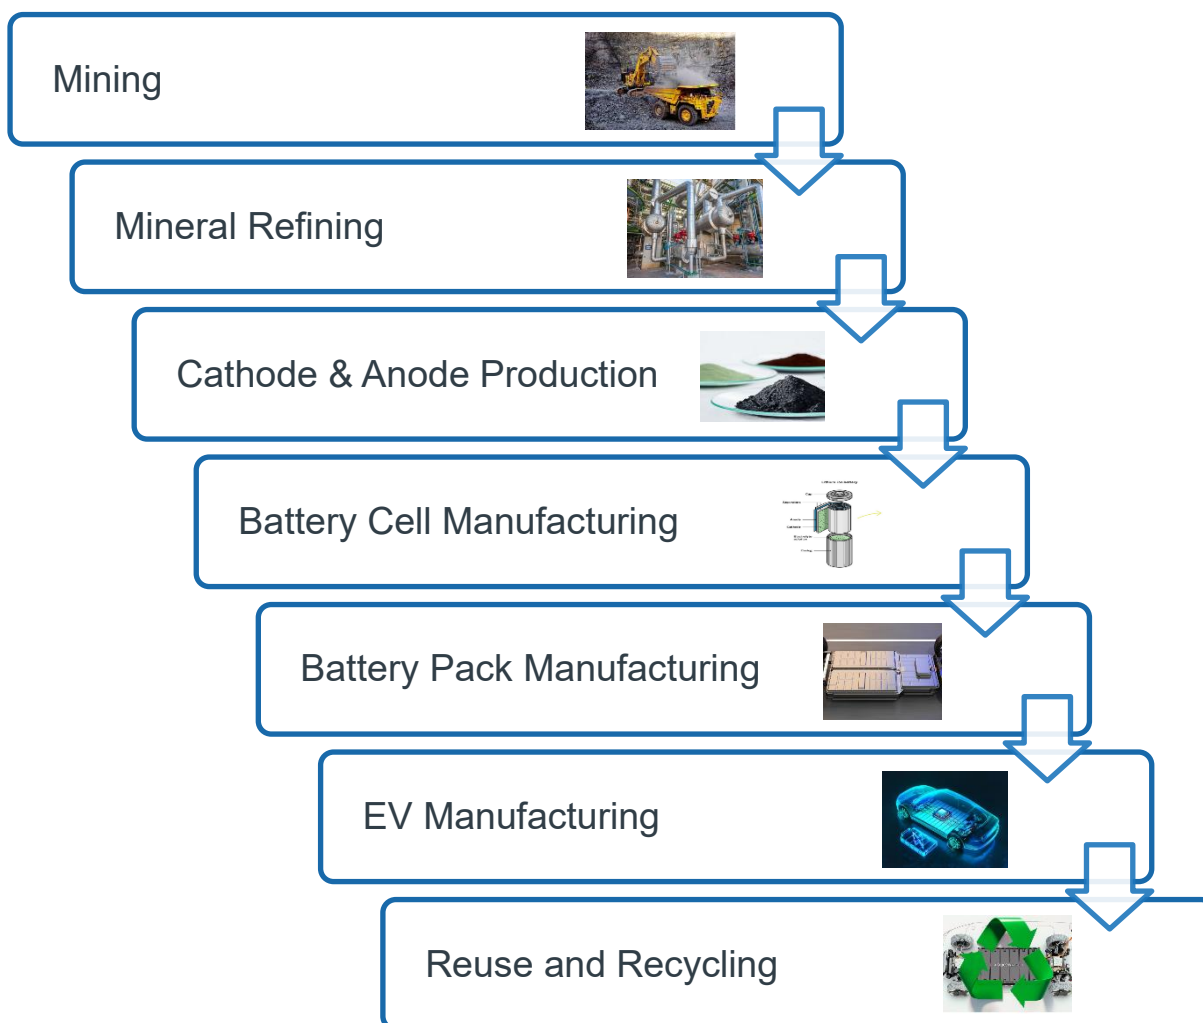 Mining
Mineral Refining
Cathode & Anode Production
Battery Cell Manufacturing
Battery Pack Manufacturing
EV Manufacturing
Reuse and Recycling